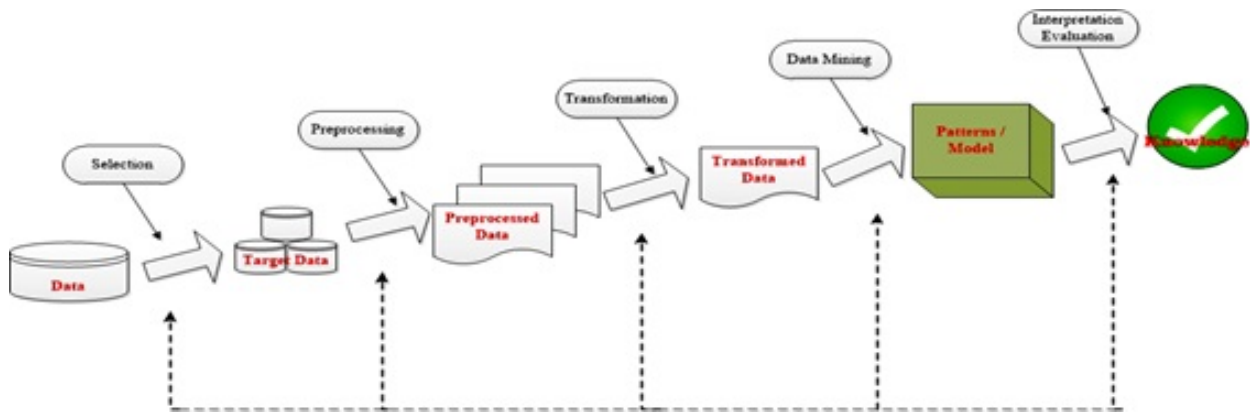 Interpretation
Evaluation
Data Mining
Transformation
Preprocessing
Selection
Data
Target Data
Preprocessed
Data
Transformed
Data
Patterns /
Model
Knowledge